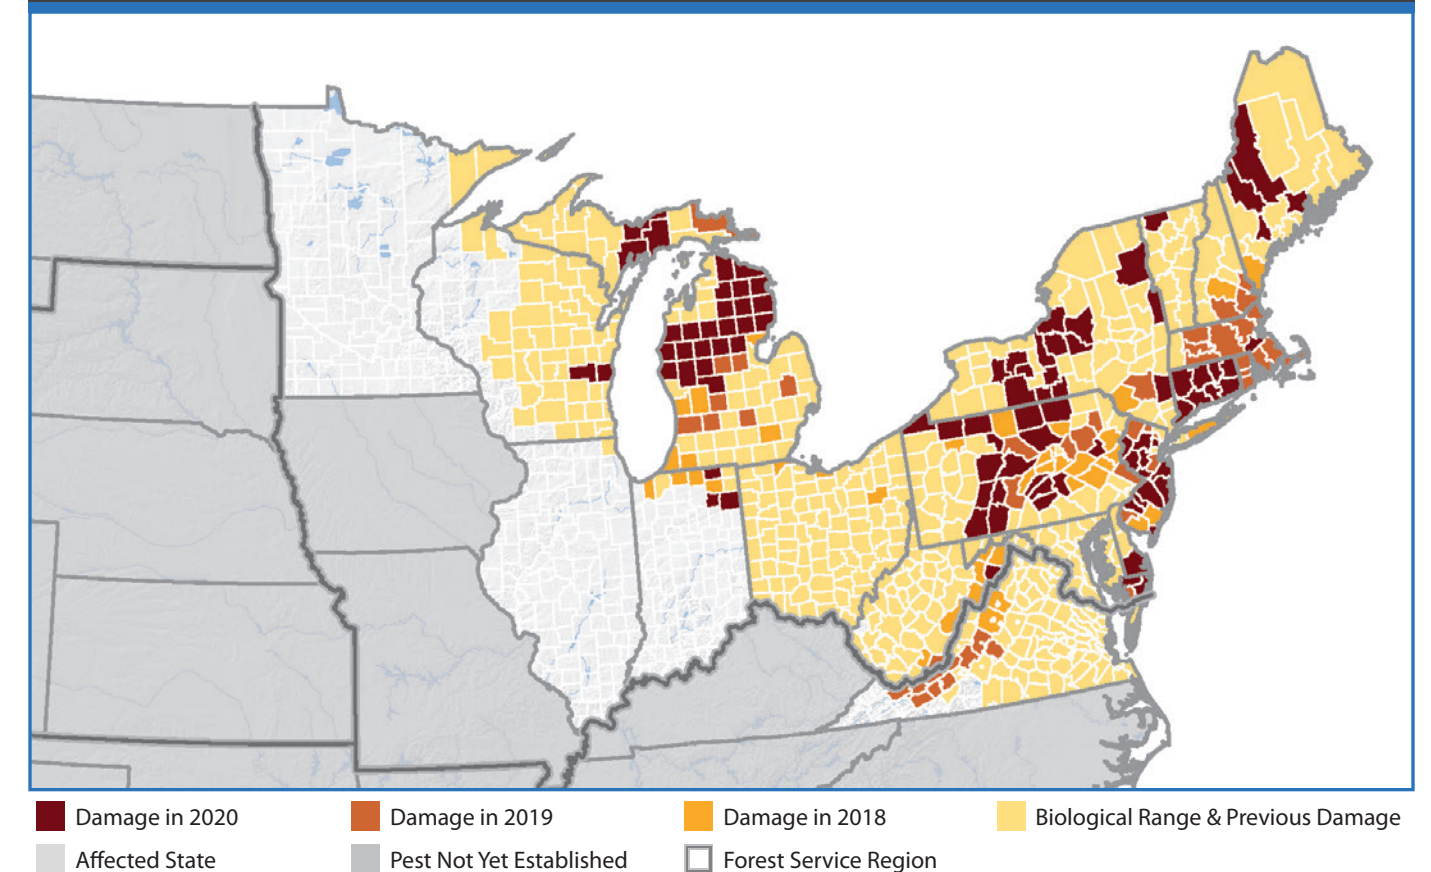 Damage in 2020 Damage in 2019 Damage in 2018 Biological Range & Previous Damage
Affected State Pest Not Yet Established Forest Service Region